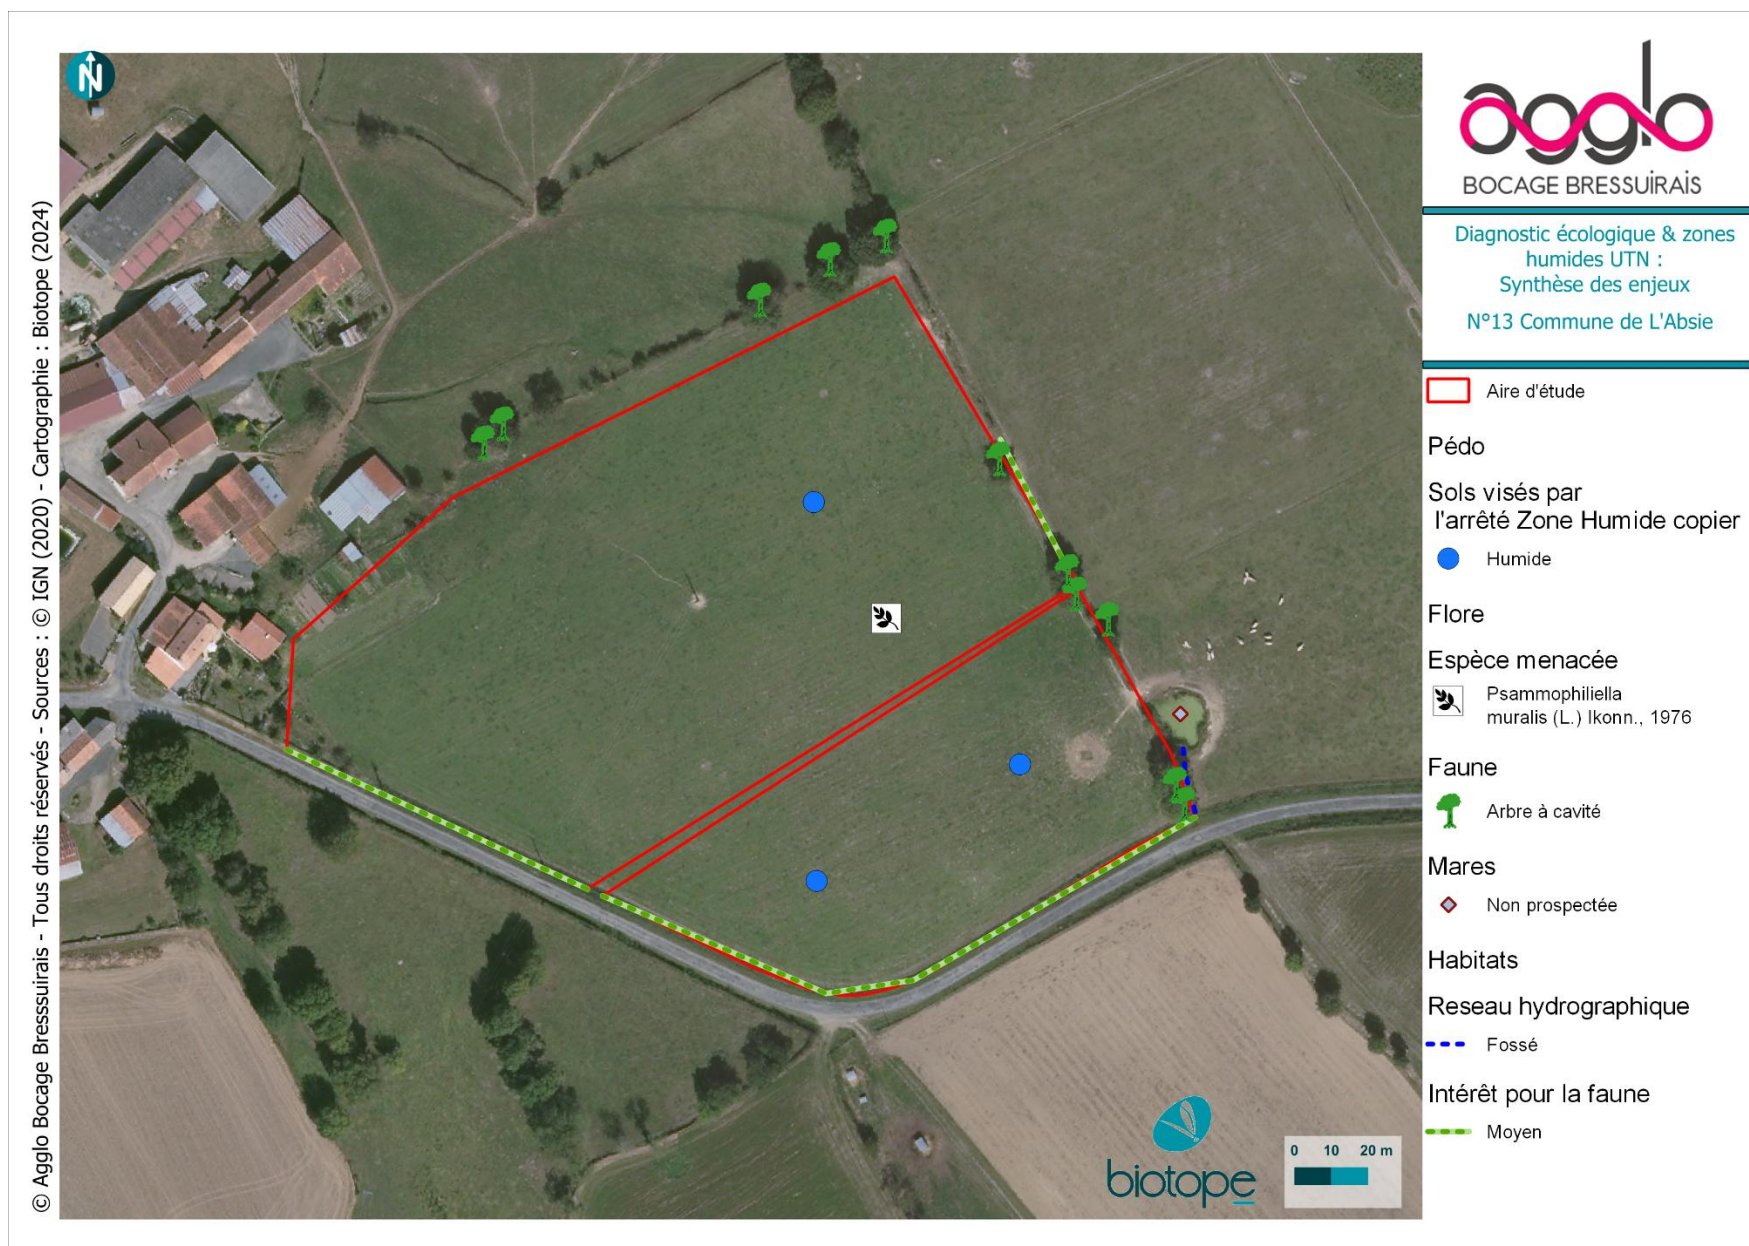 N
agglo
BOCAGE BRESSUIRAIS
Diagnostic écologique & zones
humides UTN :
Synthèse des enjeux
N°13 Commune de L'Absie
Aire d'étude
Pédo
Sols visés par
l'arrêté Zone Humide copier
Humide
Flore
Espèce menacée
Psammophiliella
muralis (L.) Ikonn., 1976
Faune
Arbre à cavité
Mares
Non prospectée
Habitats
Reseau hydrographique
Fossé
Intérêt pour la faune
Moyen
biotope
0 10 20 m
© Agglo Bocage Bressuirais - Tous droits réservés - Sources : © IGN (2020) - Cartographie : Biotope (2024)